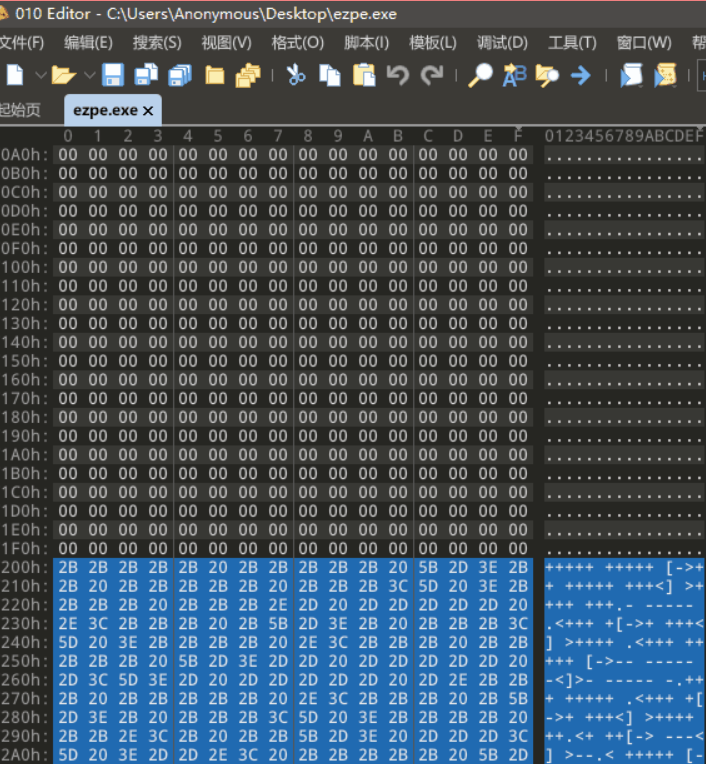 010 Editor - C:\Users\Anonymous\Desktop\ezpe.exe
文件(F) 编辑(E) 搜索(S) 视图(V) 格式(O) 脚本(I) 模板(L) 调试(D) 工具(T) 窗口(W) 帮
起始页 ezpe.exe ×
0 1 2 3 4 5 6 7 8 9 A B C D E F 0123456789ABCDEF
0A0h: 00 00 00 00 00 00 00 00 00 00 00 00 00 00 00 00 ................
0B0h: 00 00 00 00 00 00 00 00 00 00 00 00 00 00 00 00 ................
0C0h: 00 00 00 00 00 00 00 00 00 00 00 00 00 00 00 00 ................
0D0h: 00 00 00 00 00 00 00 00 00 00 00 00 00 00 00 00 ................
0E0h: 00 00 00 00 00 00 00 00 00 00 00 00 00 00 00 00 ................
0F0h: 00 00 00 00 00 00 00 00 00 00 00 00 00 00 00 00 ................
100h: 00 00 00 00 00 00 00 00 00 00 00 00 00 00 00 00 ................
110h: 00 00 00 00 00 00 00 00 00 00 00 00 00 00 00 00 ................
120h: 00 00 00 00 00 00 00 00 00 00 00 00 00 00 00 00 ................
130h: 00 00 00 00 00 00 00 00 00 00 00 00 00 00 00 00 ................
140h: 00 00 00 00 00 00 00 00 00 00 00 00 00 00 00 00 ................
150h: 00 00 00 00 00 00 00 00 00 00 00 00 00 00 00 00 ................
160h: 00 00 00 00 00 00 00 00 00 00 00 00 00 00 00 00 ................
170h: 00 00 00 00 00 00 00 00 00 00 00 00 00 00 00 00 ................
180h: 00 00 00 00 00 00 00 00 00 00 00 00 00 00 00 00 ................
190h: 00 00 00 00 00 00 00 00 00 00 00 00 00 00 00 00 ................
1A0h: 00 00 00 00 00 00 00 00 00 00 00 00 00 00 00 00 ................
1B0h: 00 00 00 00 00 00 00 00 00 00 00 00 00 00 00 00 ................
1C0h: 00 00 00 00 00 00 00 00 00 00 00 00 00 00 00 00 ................
1D0h: 00 00 00 00 00 00 00 00 00 00 00 00 00 00 00 00 ................
1E0h: 00 00 00 00 00 00 00 00 00 00 00 00 00 00 00 00 ................
1F0h: 00 00 00 00 00 00 00 00 00 00 00 00 00 00 00 00 ................
200h: 2B 2B 2B 2B 2B 20 2B 2B 2B 2B 2B 20 5B 2D 3E 2B +++++ +++++ [->+
210h: 2B 20 2B 2B 2B 2B 2B 20 2B 2B 2B 3C 5D 20 3E 2B + +++++ +++<] >+
220h: 2B 2B 2B 20 2B 2B 2B 2E 2D 20 2D 2D 2D 2D 2D 20 +++ +++.- -----
230h: 2E 3C 2B 2B 2B 20 2B 5B 2D 3E 2B 20 2B 2B 2B 3C .<+++ +[->+ +++<
240h: 5D 20 3E 2B 2B 2B 2B 20 2E 3C 2B 2B 2B 20 2B 2B ] >++++ .<+++ ++
250h: 2B 2B 2B 20 5B 2D 3E 2D 2D 20 2D 2D 2D 2D 2D 20 +++ [->-- -----
260h: 2D 3C 5D 3E 2D 20 2D 2D 2D 2D 2D 20 2D 2E 2B 2B -<]>- ----- -.++
270h: 2B 20 2B 2B 2B 2B 2B 20 2E 3C 2B 2B 2B 20 2B 5B + +++++ .<+++ +[
280h: 2D 3E 2B 20 2B 2B 2B 3C 5D 20 3E 2B 2B 2B 2B 20 ->+ +++<] >++++
290h: 2B 2B 2E 3C 2B 20 2B 2B 5B 2D 3E 20 2D 2D 2D 3C ++.<+ ++[-> ---<
2A0h: 5D 20 3E 2D 2D 2E 3C 20 2B 2B 2B 2B 2B 20 5B 2D ] >--.< +++++ [-